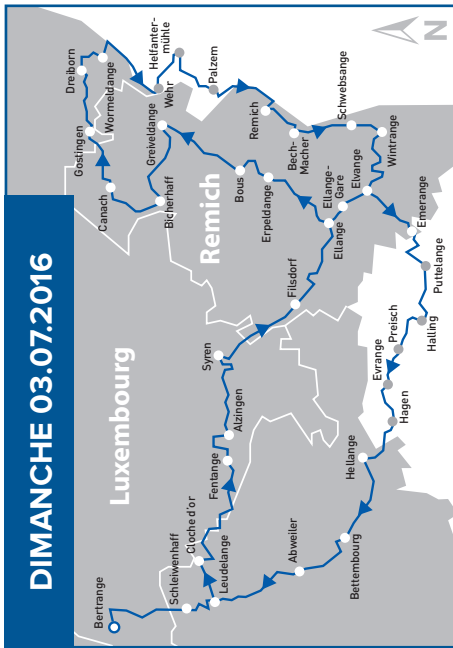 DIMANCHE 03.07.2016
Luxembourg
Remich
N
Bertrange
Schleiwenhaff
Cloche d'or
Leudelange
Fentange
Alzingen
Syren
Filsdorf
Ellange
Ellange-
Gare
Erpeldange
Bous
Greiveldange
Bicherhaff
Canach
Gostingen
Dreiborn
Wormeldange
Wehr
Helfanter-
mühle
Palzem
Remich
Bech-
Macher
Schwebsange
Wintrange
Elvange
Emerange
Puttelange
Halling
Preisch
Evrange
Hagen
Hellange
Bettembourg
Abweiler